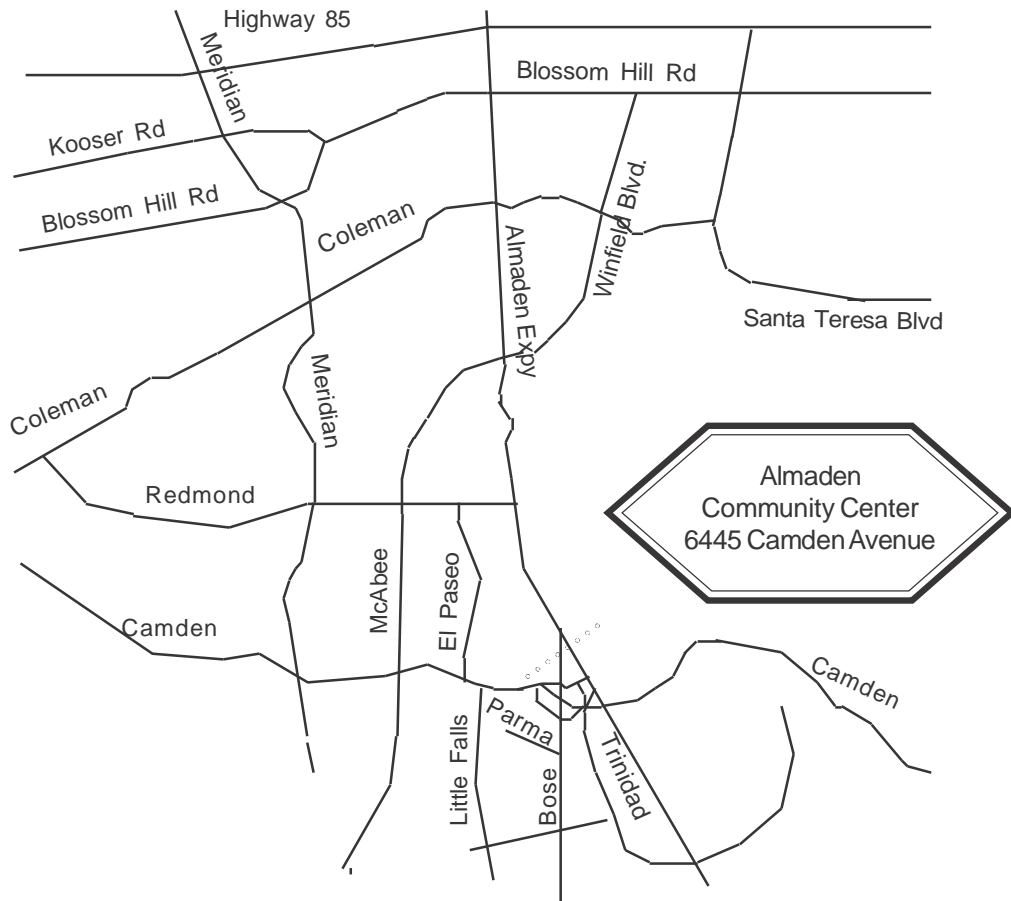 Highway 85
Meridian
Blossom Hill Rd
Kooser Rd
Blossom Hill Rd
Coleman
Winfield Blvd.
Almaden Expy
Santa Teresa Blvd
Meridian
Coleman
Redmond
Almaden
Community Center
6445 Camden Avenue
McAbee
El Paseo
Camden
Camden
Parma
Little Falls
Bose
Trinidad